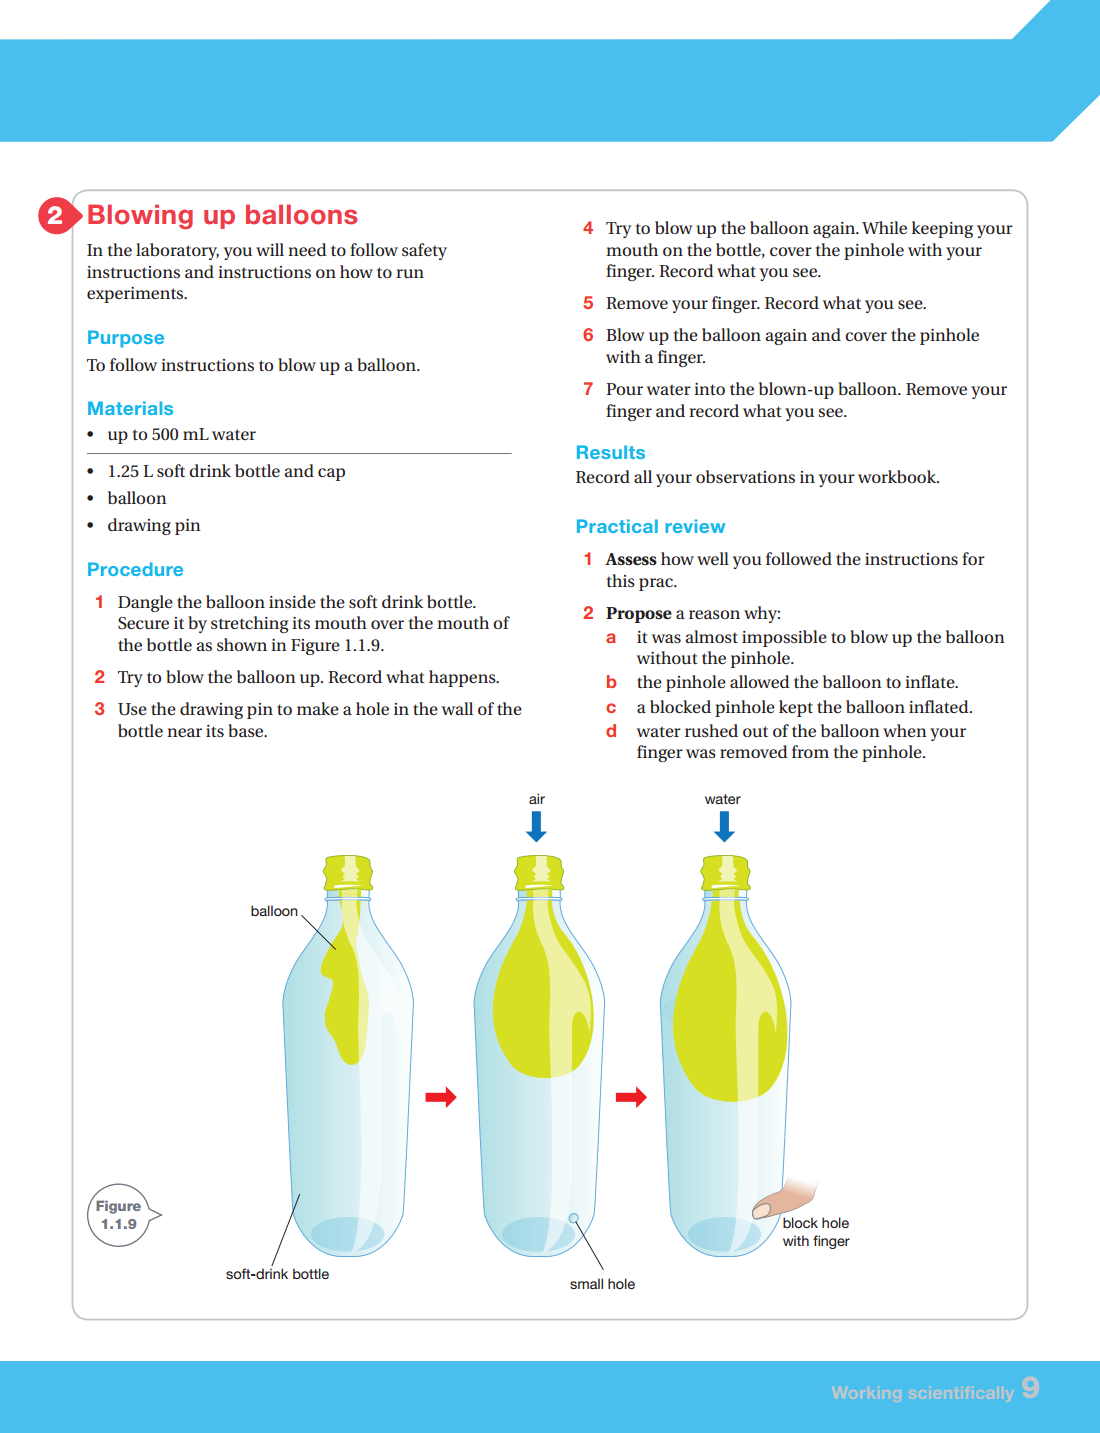 2 Blowing up balloons
In the laboratory, you will need to follow safety
instructions and instructions on how to run
experiments.
Purpose
To follow instructions to blow up a balloon.
Materials
• up to 500 mL water
• 1.25 L soft drink bottle and cap
• balloon
• drawing pin
Procedure
1 Dangle the balloon inside the soft drink bottle.
Secure it by stretching its mouth over the mouth of
the bottle as shown in Figure 1.1.9.
2 Try to blow the balloon up. Record what happens.
3 Use the drawing pin to make a hole in the wall of the
bottle near its base.
4 Try to blow up the balloon again. While keeping your
mouth on the bottle, cover the pinhole with your
finger. Record what you see.
5 Remove your finger. Record what you see.
6 Blow up the balloon again and cover the pinhole
with a finger.
7 Pour water into the blown-up balloon. Remove your
finger and record what you see.
Results
Record all your observations in your workbook.
Practical review
1 Assess how well you followed the instructions for
this prac.
2 Propose a reason why:
a it was almost impossible to blow up the balloon
without the pinhole.
b the pinhole allowed the balloon to inflate.
c a blocked pinhole kept the balloon inflated.
d water rushed out of the balloon when your
finger was removed from the pinhole.
air
water
balloon
Figure
1.1.9
block hole
with finger
soft-drink bottle
small hole
Working scientifically 9